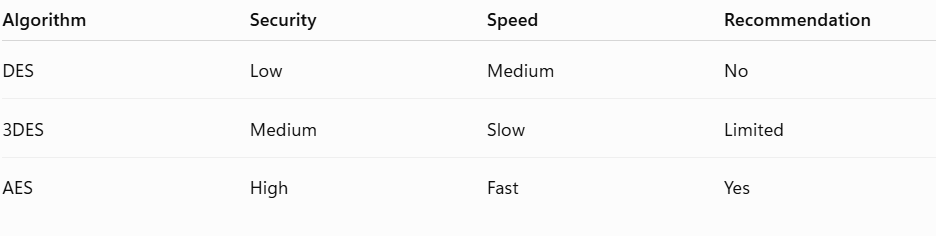 Algorithm Security Speed Recommendation
DES Low Medium No
3DES Medium Slow Limited
AES High Fast Yes